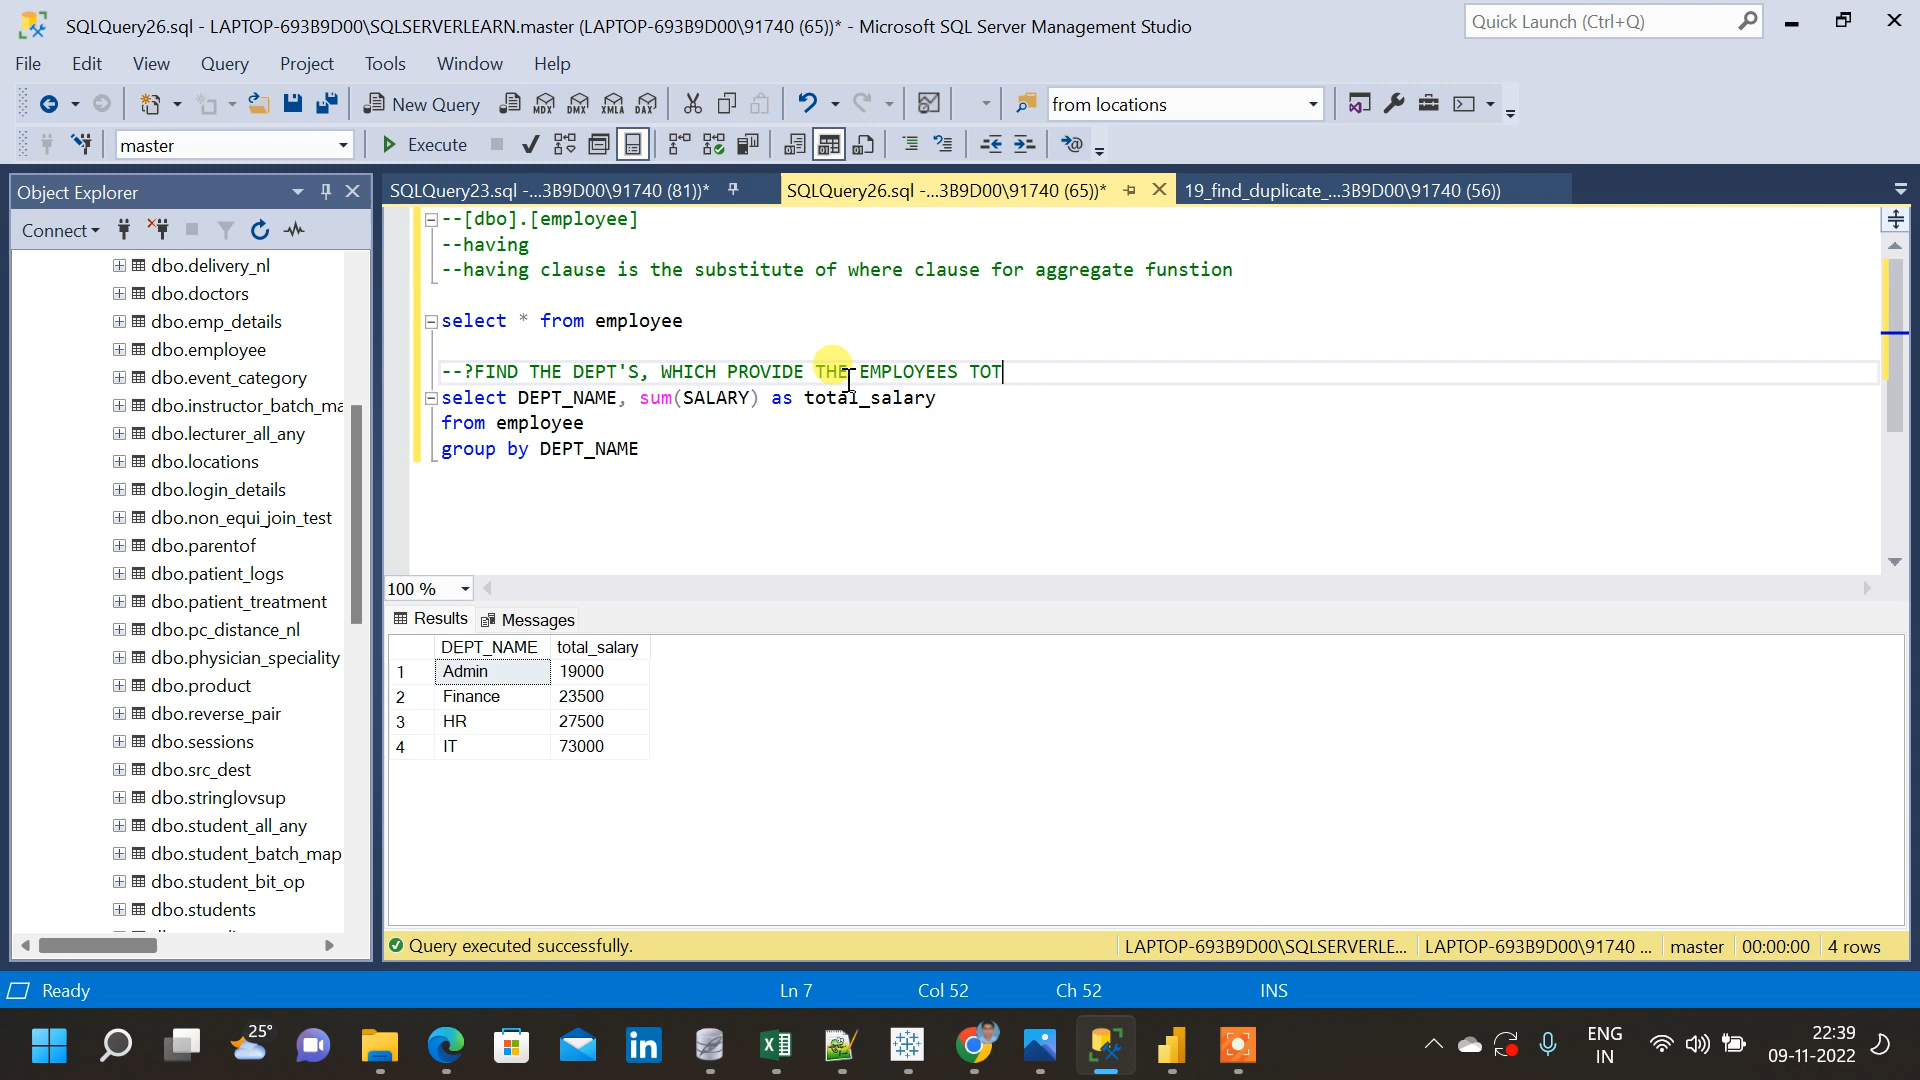 SQLQuery26.sql - LAPTOP-693B9D00\SQLSERVERLEARN.master (LAPTOP-693B9D00\91740 (65))* - Microsoft SQL Server Management Studio
Quick Launch (Ctrl+Q)
File Edit View Query Project Tools Window Help
New Query MDX DMX XMLA DAX from locations
master Execute
Object Explorer
SQLQuery23.sql -...3B9D00\91740 (81))* SQLQuery26.sql -...3B9D00\91740 (65))* 19_find_duplicate_...3B9D00\91740 (56))
Connect
dbo.delivery_nl
dbo.doctors
dbo.emp_details
dbo.employee
dbo.event_category
dbo.instructor_batch_ma
dbo.lecturer_all_any
dbo.locations
dbo.login_details
dbo.non_equi_join_test
dbo.parentof
dbo.patient_logs
dbo.patient_treatment
dbo.pc_distance_nl
dbo.physician_speciality
dbo.product
dbo.reverse_pair
dbo.sessions
dbo.src_dest
dbo.stringlovsup
dbo.student_all_any
dbo.student_batch_map
dbo.student_bit_op
dbo.students
--[dbo].[employee]
--having
--having clause is the substitute of where clause for aggregate funstion
select * from employee
--?FIND THE DEPT'S, WHICH PROVIDE THE EMPLOYEES TOT
select DEPT_NAME, sum(SALARY) as total_salary
from employee
group by DEPT_NAME
100 %
Results Messages
DEPT_NAME total_salary
1 Admin 19000
2 Finance 23500
3 HR 27500
4 IT 73000
Query executed successfully. LAPTOP-693B9D00\SQLSERVERLE... LAPTOP-693B9D00\91740 ... master 00:00:00 4 rows
Ready Ln 7 Col 52 Ch 52 INS
25°
ENG
IN
22:39
09-11-2022